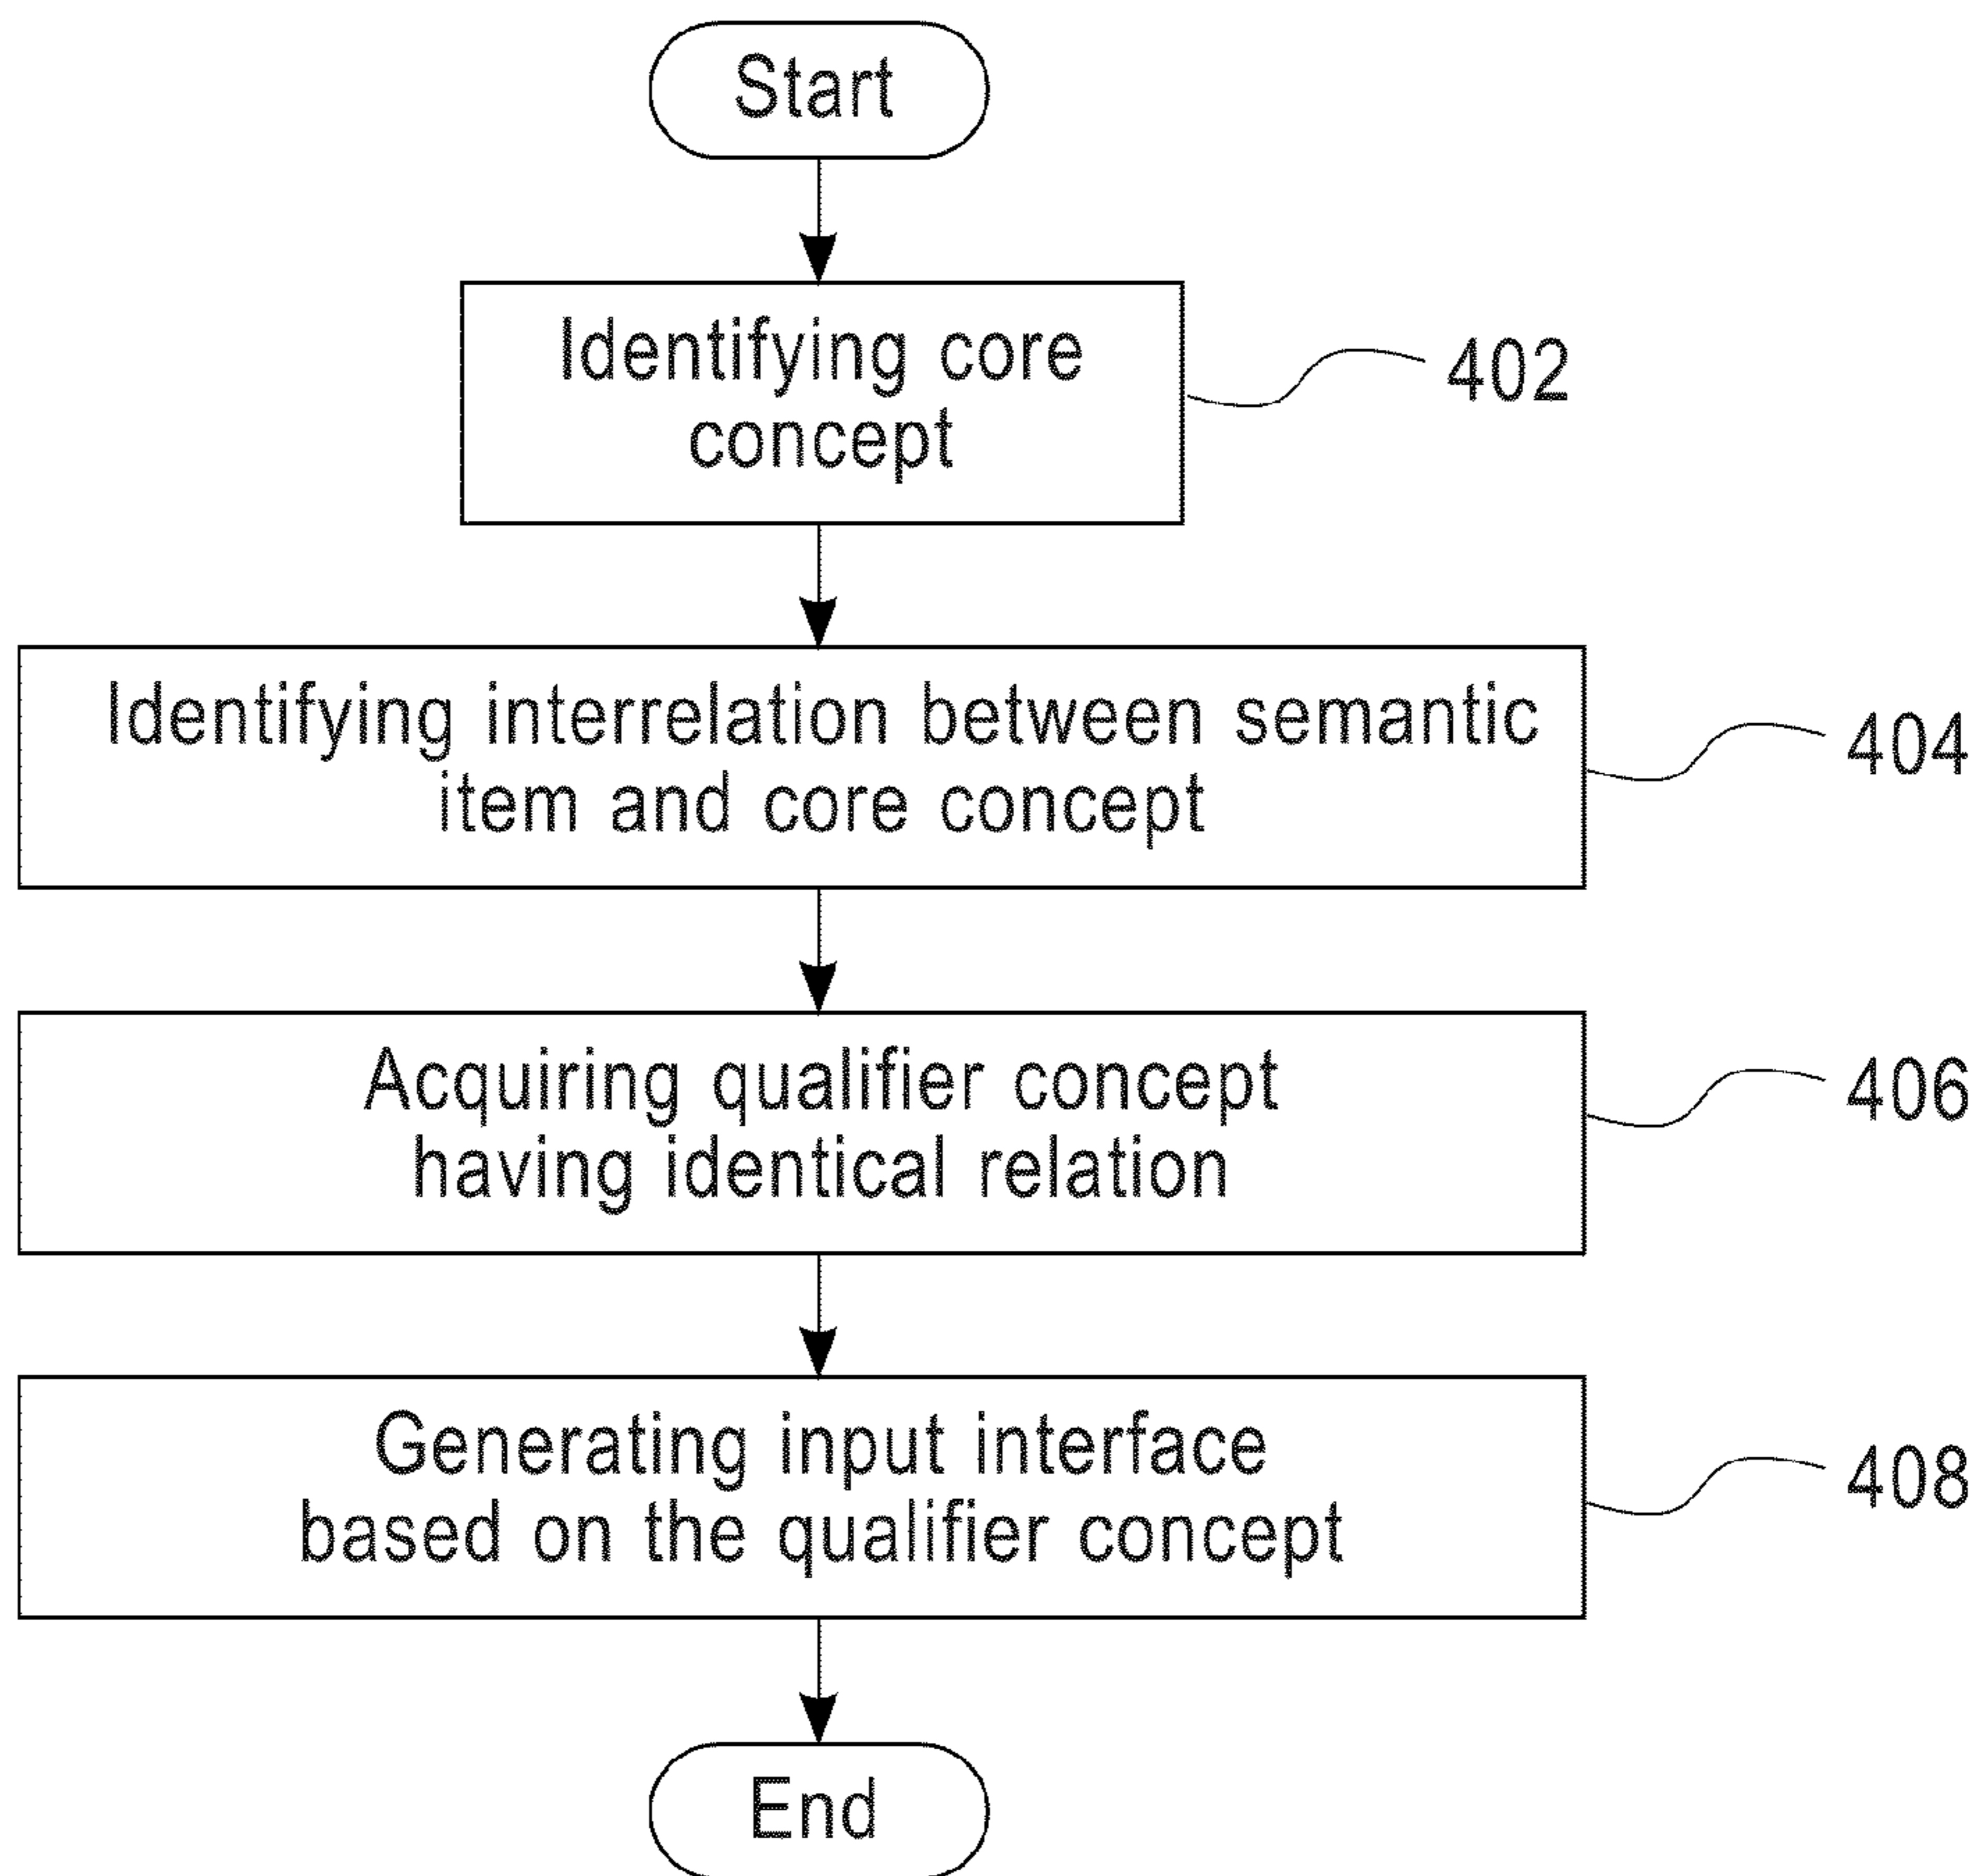 Start
Identifying core
concept
402
Identifying interrelation between semantic
item and core concept
404
Acquiring qualifier concept
having identical relation
406
Generating input interface
based on the qualifier concept
408
End